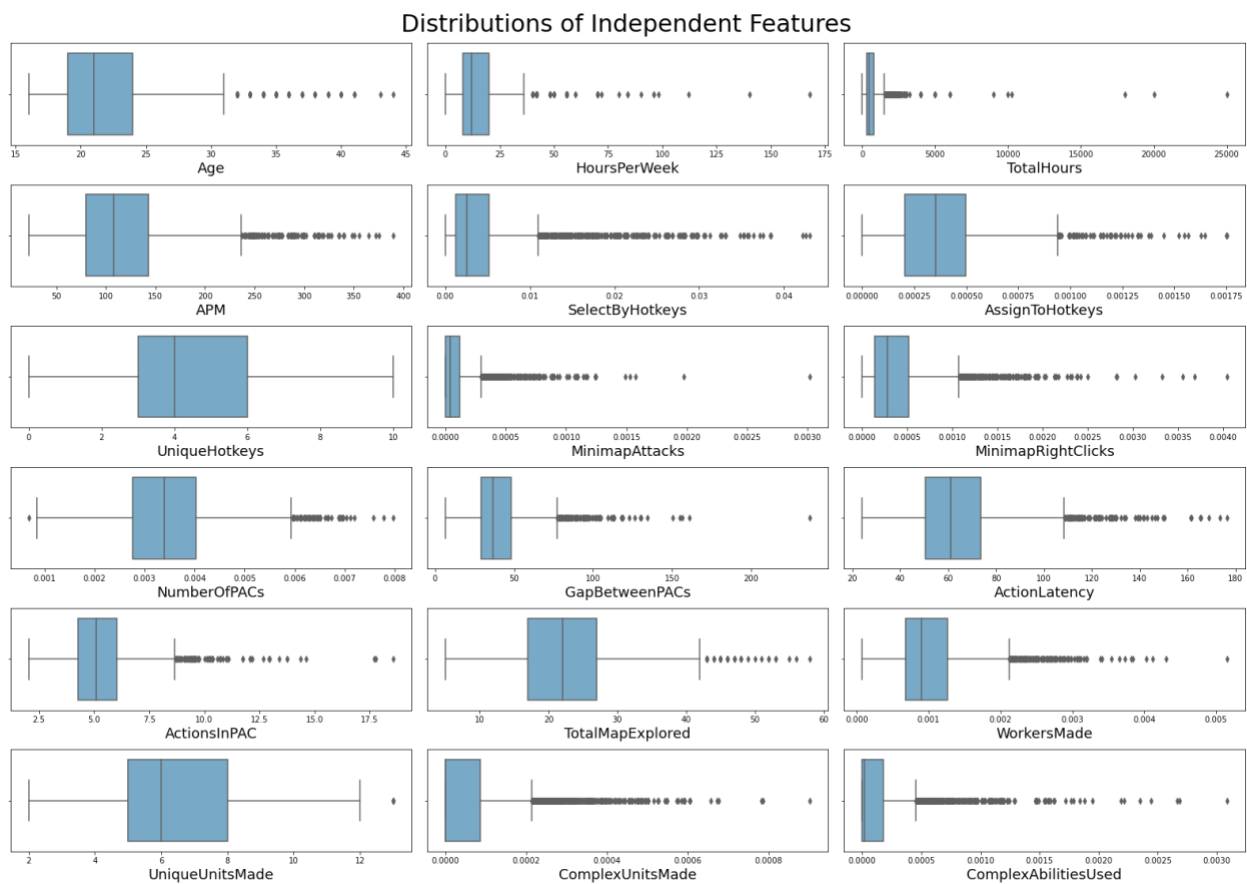 Distributions of Independent Features
15 20 25 30 35 40 45
Age
0 25 50 75 100 125 150 175
HoursPerWeek
0 5000 10000 15000 20000 25000
TotalHours
50 100 150 200 250 300 350 400
APM
0.00 0.01 0.02 0.03 0.04
SelectByHotkeys
0.00000 0.00025 0.00050 0.00075 0.00100 0.00125 0.00150 0.00175
AssignToHotkeys
0 2 4 6 8 10
UniqueHotkeys
0.0000 0.0005 0.0010 0.0015 0.0020 0.0025 0.0030
MinimapAttacks
0.0000 0.0005 0.0010 0.0015 0.0020 0.0025 0.0030 0.0035 0.0040
MinimapRightClicks
0.001 0.002 0.003 0.004 0.005 0.006 0.007 0.008
NumberOfPACs
0 50 100 150 200
GapBetweenPACs
20 40 60 80 100 120 140 160 180
ActionLatency
2.5 5.0 7.5 10.0 12.5 15.0 17.5
ActionsInPAC
10 20 30 40 50 60
TotalMapExplored
0.000 0.001 0.002 0.003 0.004 0.005
WorkersMade
2 4 6 8 10 12
UniqueUnitsMade
0.0000 0.0002 0.0004 0.0006 0.0008
ComplexUnitsMade
0.0000 0.0005 0.0010 0.0015 0.0020 0.0025 0.0030
ComplexAbilitiesUsed